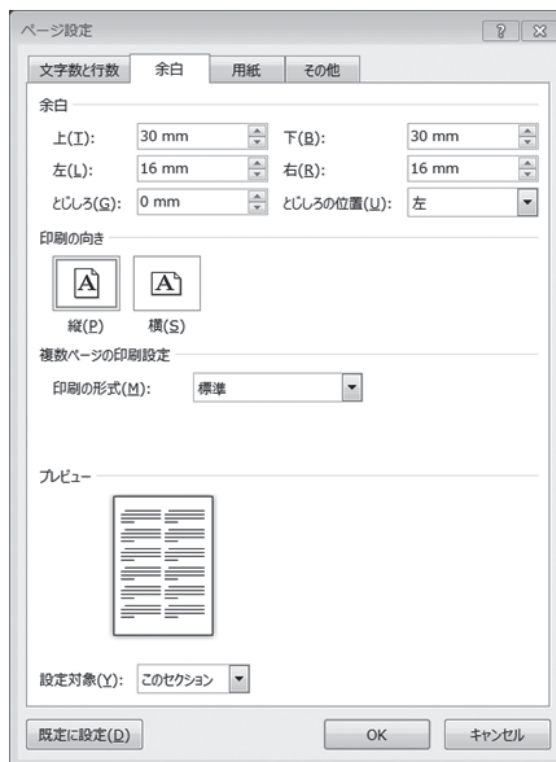 ページ設定
文字数と行数 余白 用紙 その他
余白
上(T): 30 mm 下(B): 30 mm
左(L): 16 mm 右(R): 16 mm
とじしろ(G): 0 mm とじしろの位置(U): 左
印刷の向き
A A
縦(P) 横(S)
複数ページの印刷設定
印刷の形式(M): 標準
プレビュー
設定対象(Y): このセクション
既定に設定(D) OK キャンセル